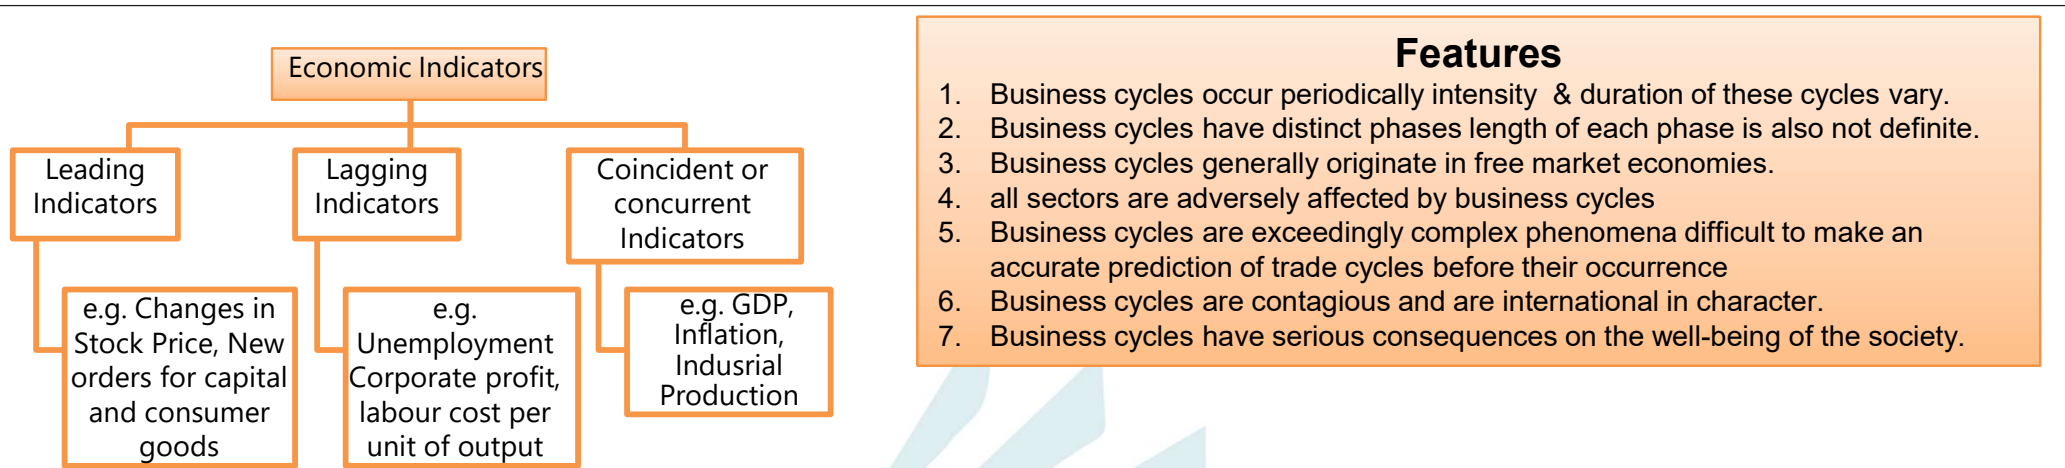 Economic Indicators
Leading
Indicators
e.g. Changes in
Stock Price, New
orders for capital
and consumer
goods
Lagging
Indicators
e.g.
Unemployment
Corporate profit,
labour cost per
unit of output
Coincident or
concurrent
Indicators
e.g. GDP,
Inflation,
Indusrial
Production
Features
1. Business cycles occur periodically intensity & duration of these cycles vary.
2. Business cycles have distinct phases length of each phase is also not definite.
3. Business cycles generally originate in free market economies.
4. all sectors are adversely affected by business cycles
5. Business cycles are exceedingly complex phenomena difficult to make an
accurate prediction of trade cycles before their occurrence
6. Business cycles are contagious and are international in character.
7. Business cycles have serious consequences on the well-being of the society.